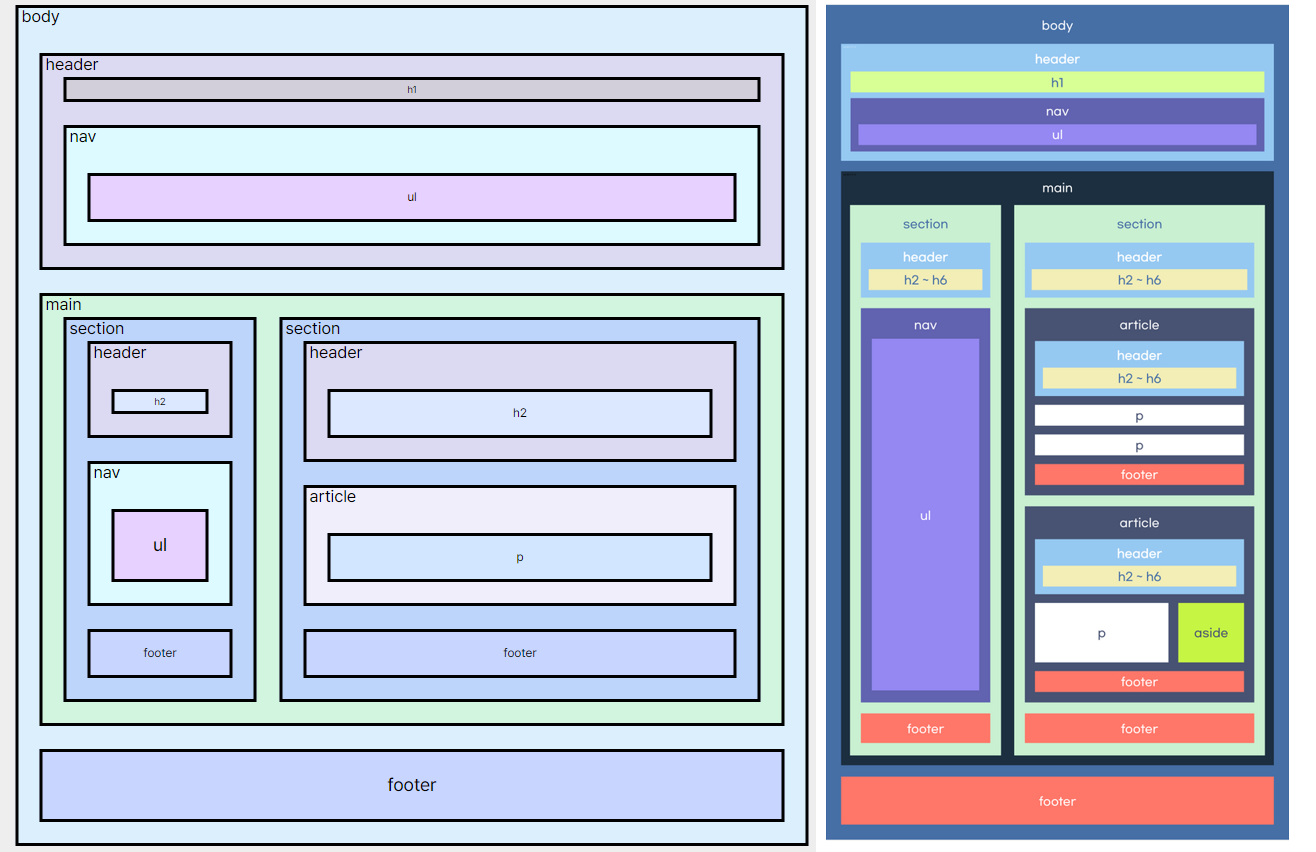 body
header
h1
nav
ul
main
section
header
h2
nav
ul
footer
section
header
h2
article
p
footer
footer
body
header
h1
nav
ul
main
section
header
h2 ~ h6
nav
ul
footer
section
header
h2 ~ h6
article
header
h2 ~ h6
p
p
footer
article
header
h2 ~ h6
p
aside
footer
footer
footer